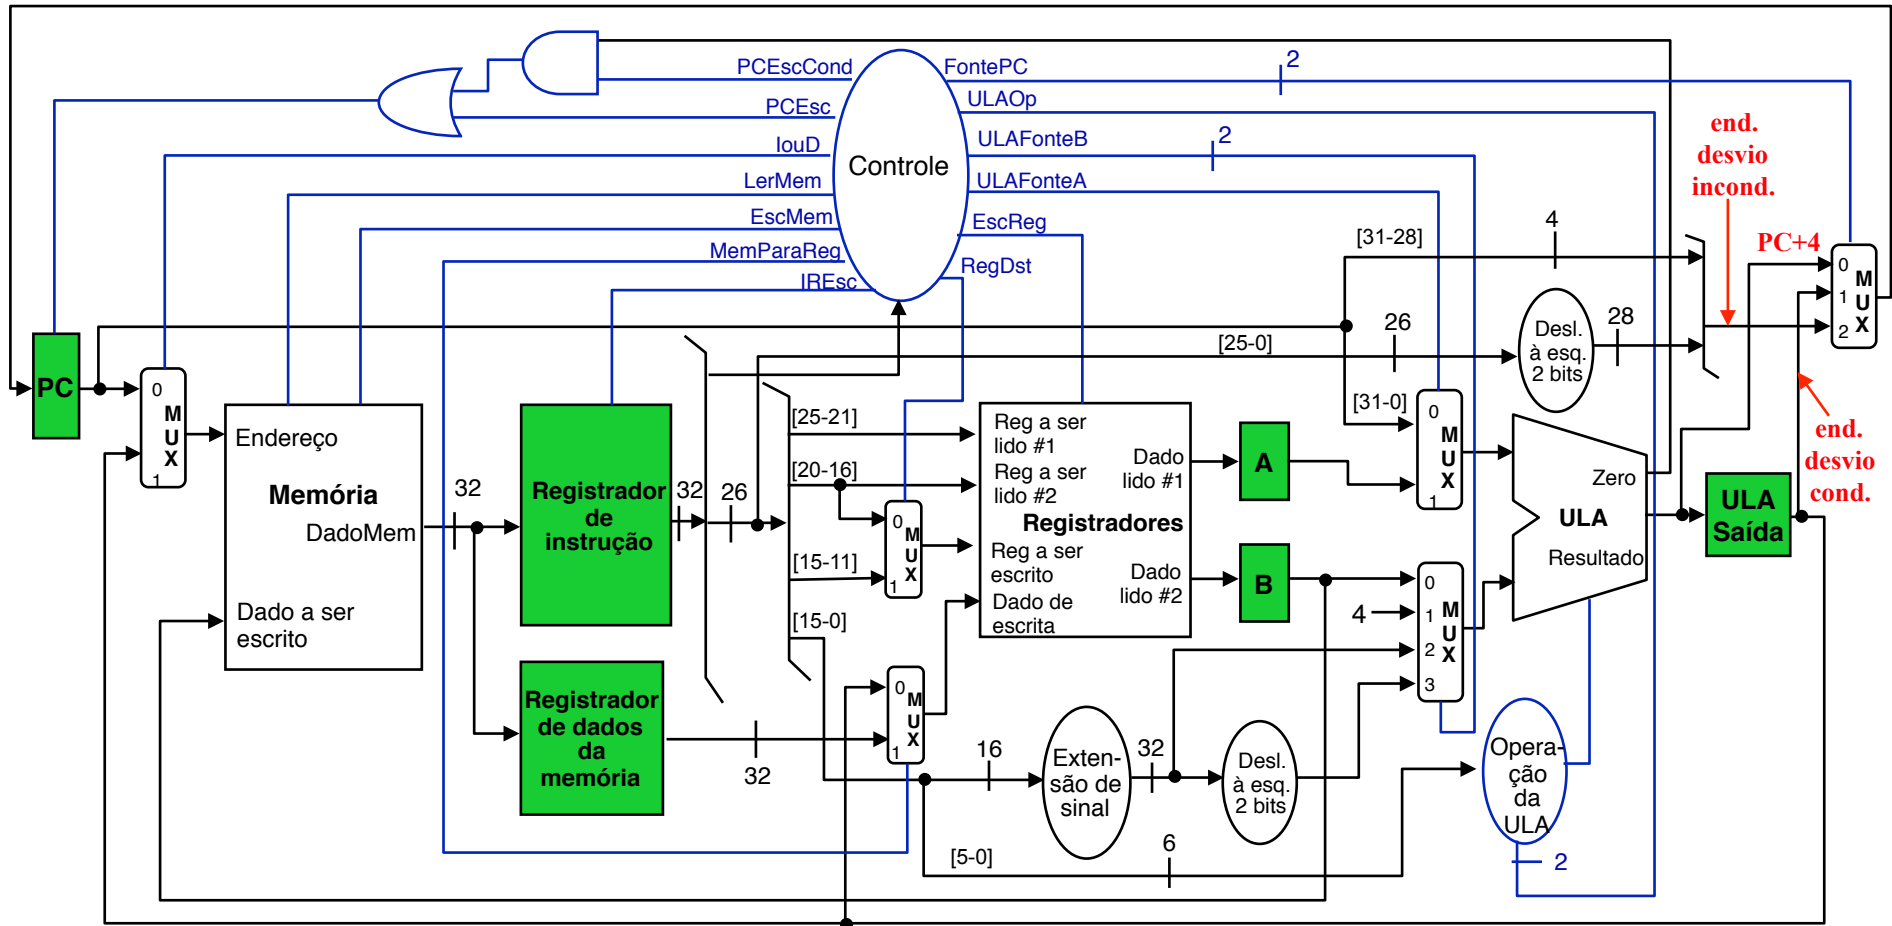 PCEscCond
PCEsc
IouD
LerMem
EscMem
MemParaReg
IREsc
Controle
FontePC
2
ULAOp
ULAFonteB
2
ULAFonteA
EscReg
RegDst
end.
desvio
incond.
[31-28]
4
PC+4
0
1
2
M
U
X
[25-0]
26
Desl.
à esq.
2 bits
28
PC
0
M
U
X
1
Endereço
Memória
DadoMem
Dado a ser
escrito
32
Registrador
de
instrução
32
26
Registrador
de dados
da
memória
32
[25-21]
[20-16]
[15-11]
[15-0]
0
M
U
X
1
0
M
U
X
1
Reg a ser
lido #1
Reg a ser
lido #2
Registradores
Reg a ser
escrito
Dado de
escrita
Dado
lido #1
Dado
lido #2
A
B
[31-0]
0
M
U
X
1
0
4
1
2
3
M
U
X
Zero
ULA
Resultado
ULA
Saída
end.
desvio
cond.
16
Exten-
são de
sinal
32
Desl.
à esq.
2 bits
[5-0]
6
Opera-
ção
da
ULA
2